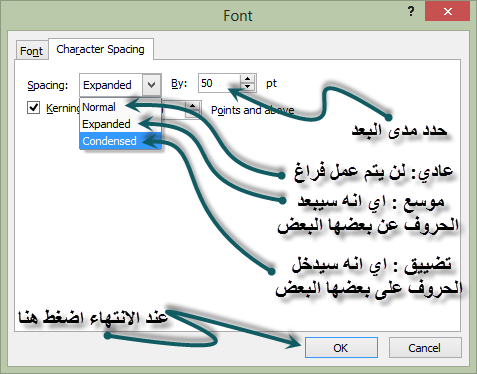 Font
? ×
Font Character Spacing
Spacing: Expanded By: 50 pt
Kerning Points and above
Normal
Expanded
Condensed
حدد مدى البعد
عادي: لن يتم عمل فراغ
موسع : اي انه سيبعد
الحروف عن بعضها البعض
تضييق : اي انه سيدخل
الحروف على بعضها البعض
عند الانتهاء اضغط هنا
OK Cancel